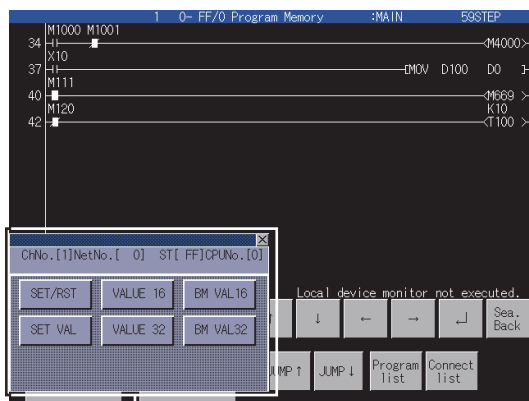 1 0- FF/0 Program Memory :MAIN 59STEP
M1000 M1001
34 <M4000>
X10
37 [MOV D100 D0 ]
M111
40 <M669 >
M120 K10
42 <T100 >
ChNo.[1]NetNo.[ 0] ST[ FF]CPUNo.[0]
SET/RST VALUE 16 BM VAL16
SET VAL VALUE 32 BM VAL32
Local device monitor not executed.
↑ ↓ ← → ↵ Sea. Back
JUMP↑ JUMP↓ Program list Connect list